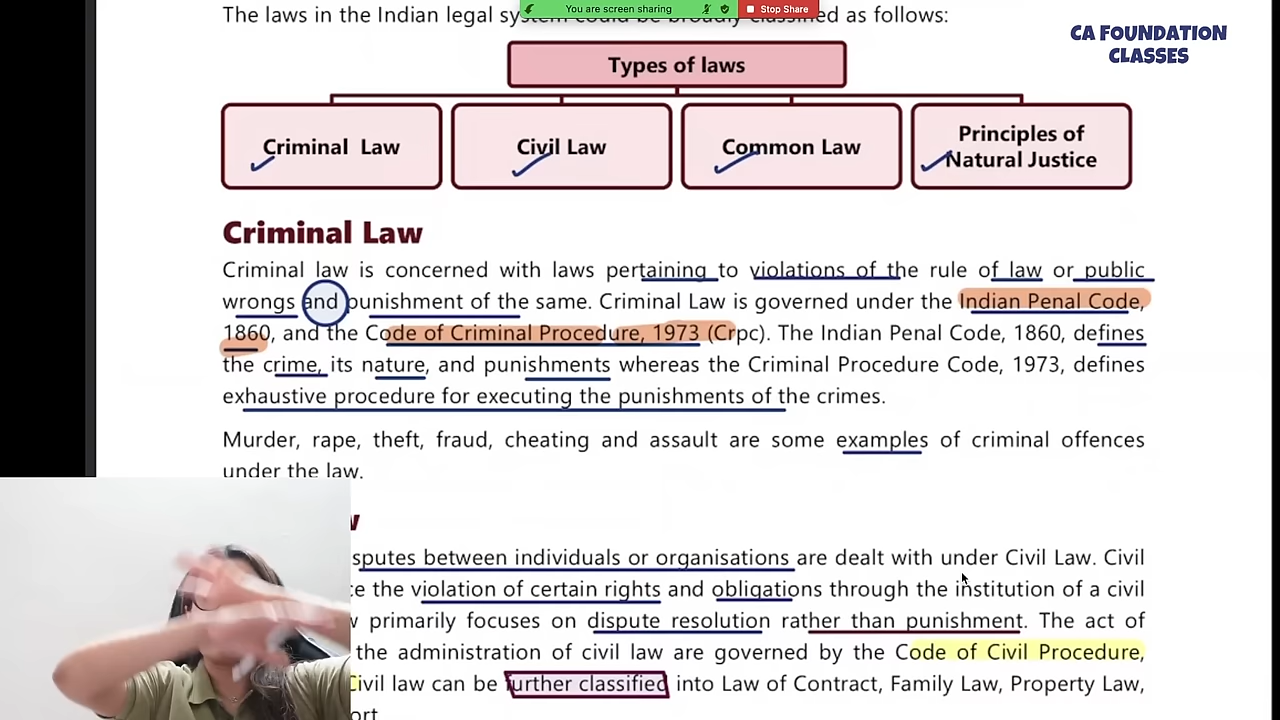 The laws in the Indian legal system could be broadly classified as follows:
You are screen sharing
Stop Share
CA FOUNDATION
CLASSES
Types of laws
Criminal Law
Civil Law
Common Law
Principles of
Natural Justice
Criminal Law
Criminal law is concerned with laws pertaining to violations of the rule of law or public
wrongs and punishment of the same. Criminal Law is governed under the Indian Penal Code,
1860, and the Code of Criminal Procedure, 1973 (Crpc). The Indian Penal Code, 1860, defines
the crime, its nature, and punishments whereas the Criminal Procedure Code, 1973, defines
exhaustive procedure for executing the punishments of the crimes.
Murder, rape, theft, fraud, cheating and assault are some examples of criminal offences
under the law.
sputes between individuals or organisations are dealt with under Civil Law. Civil
the violation of certain rights and obligations through the institution of a civil
primarily focuses on dispute resolution rather than punishment. The act of
the administration of civil law are governed by the Code of Civil Procedure,
Civil law can be further classified into Law of Contract, Family Law, Property Law,